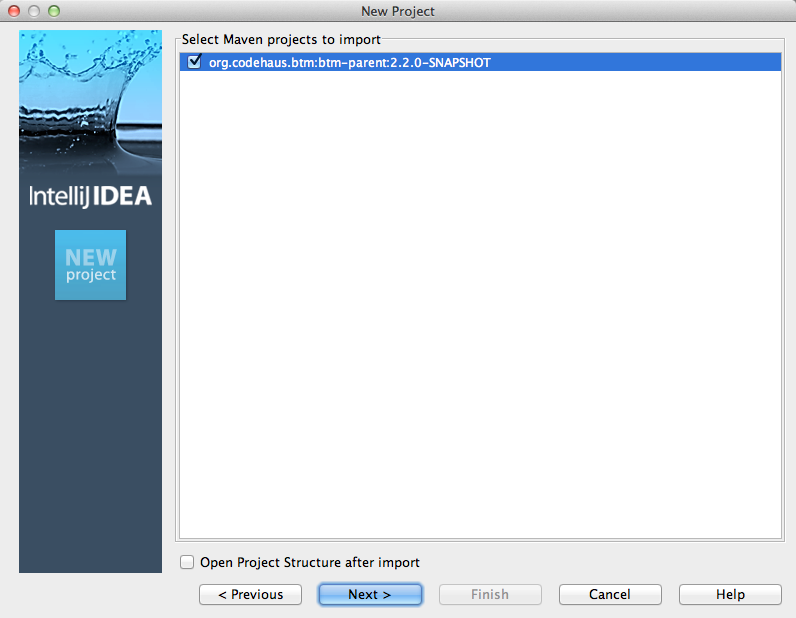 New Project
Select Maven projects to import
org.codehaus.btm:btm-parent:2.2.0-SNAPSHOT
IntelliJ IDEA
NEW
project
Open Project Structure after import
< Previous
Next >
Finish
Cancel
Help